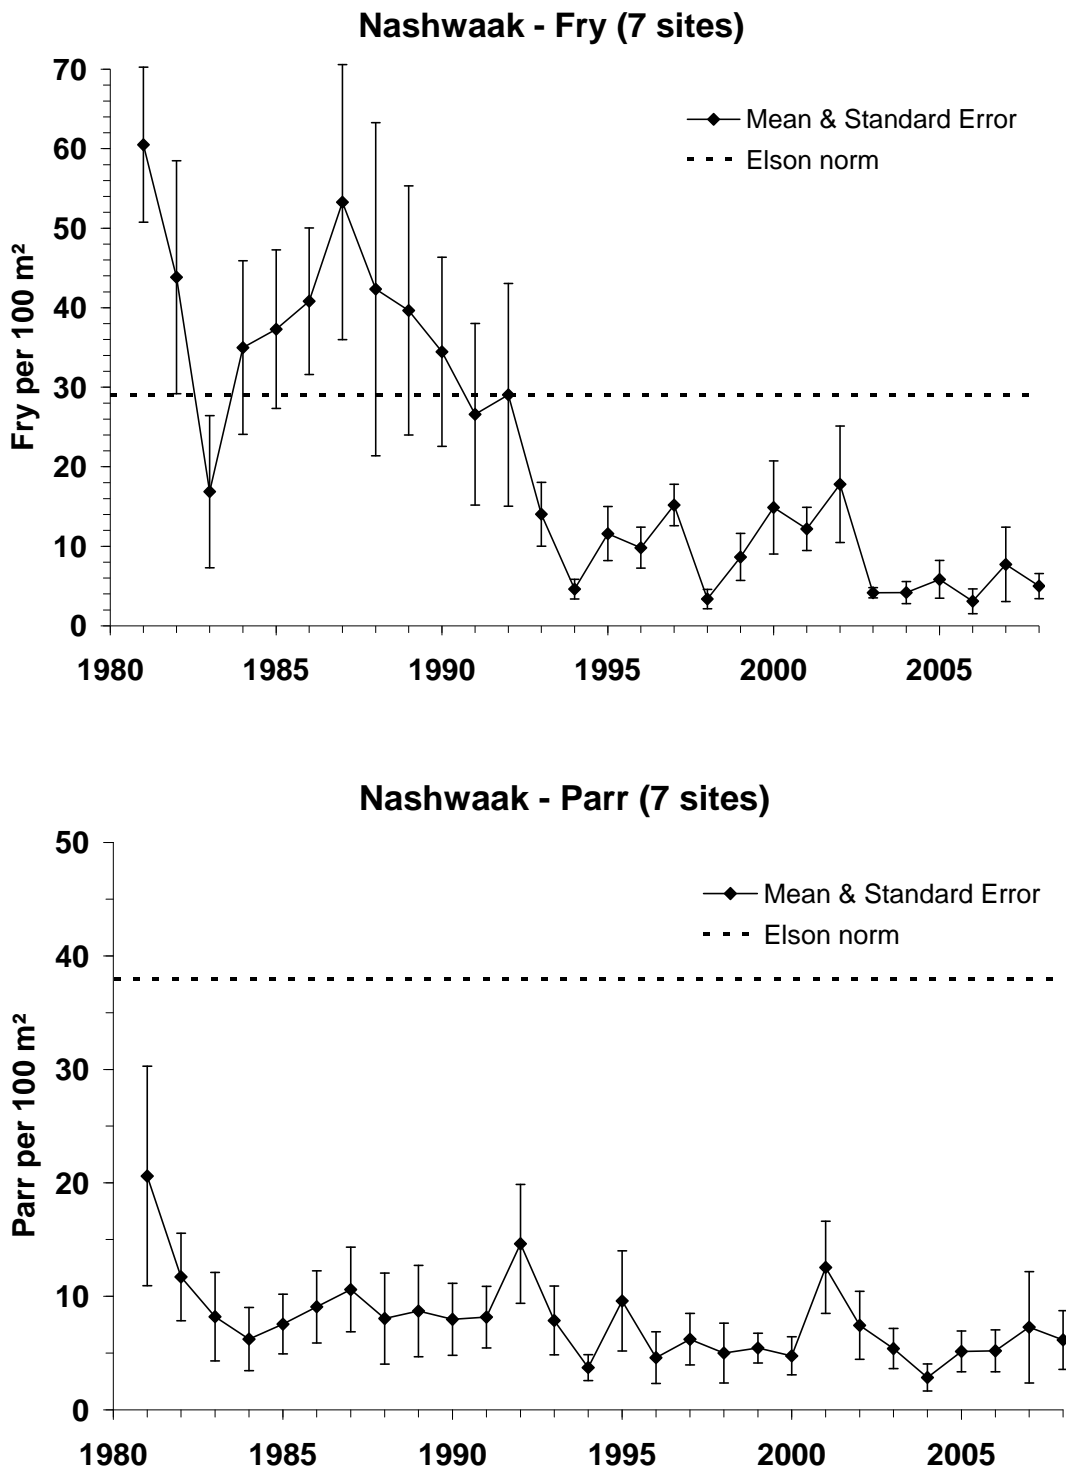 Nashwaak - Fry (7 sites)
70
60
50
40
30
20
10
0
Fry per 100 m²
Mean & Standard Error
Elson norm
1980 1985 1990 1995 2000 2005
Nashwaak - Parr (7 sites)
50
40
30
20
10
0
Parr per 100 m²
Mean & Standard Error
Elson norm
1980 1985 1990 1995 2000 2005